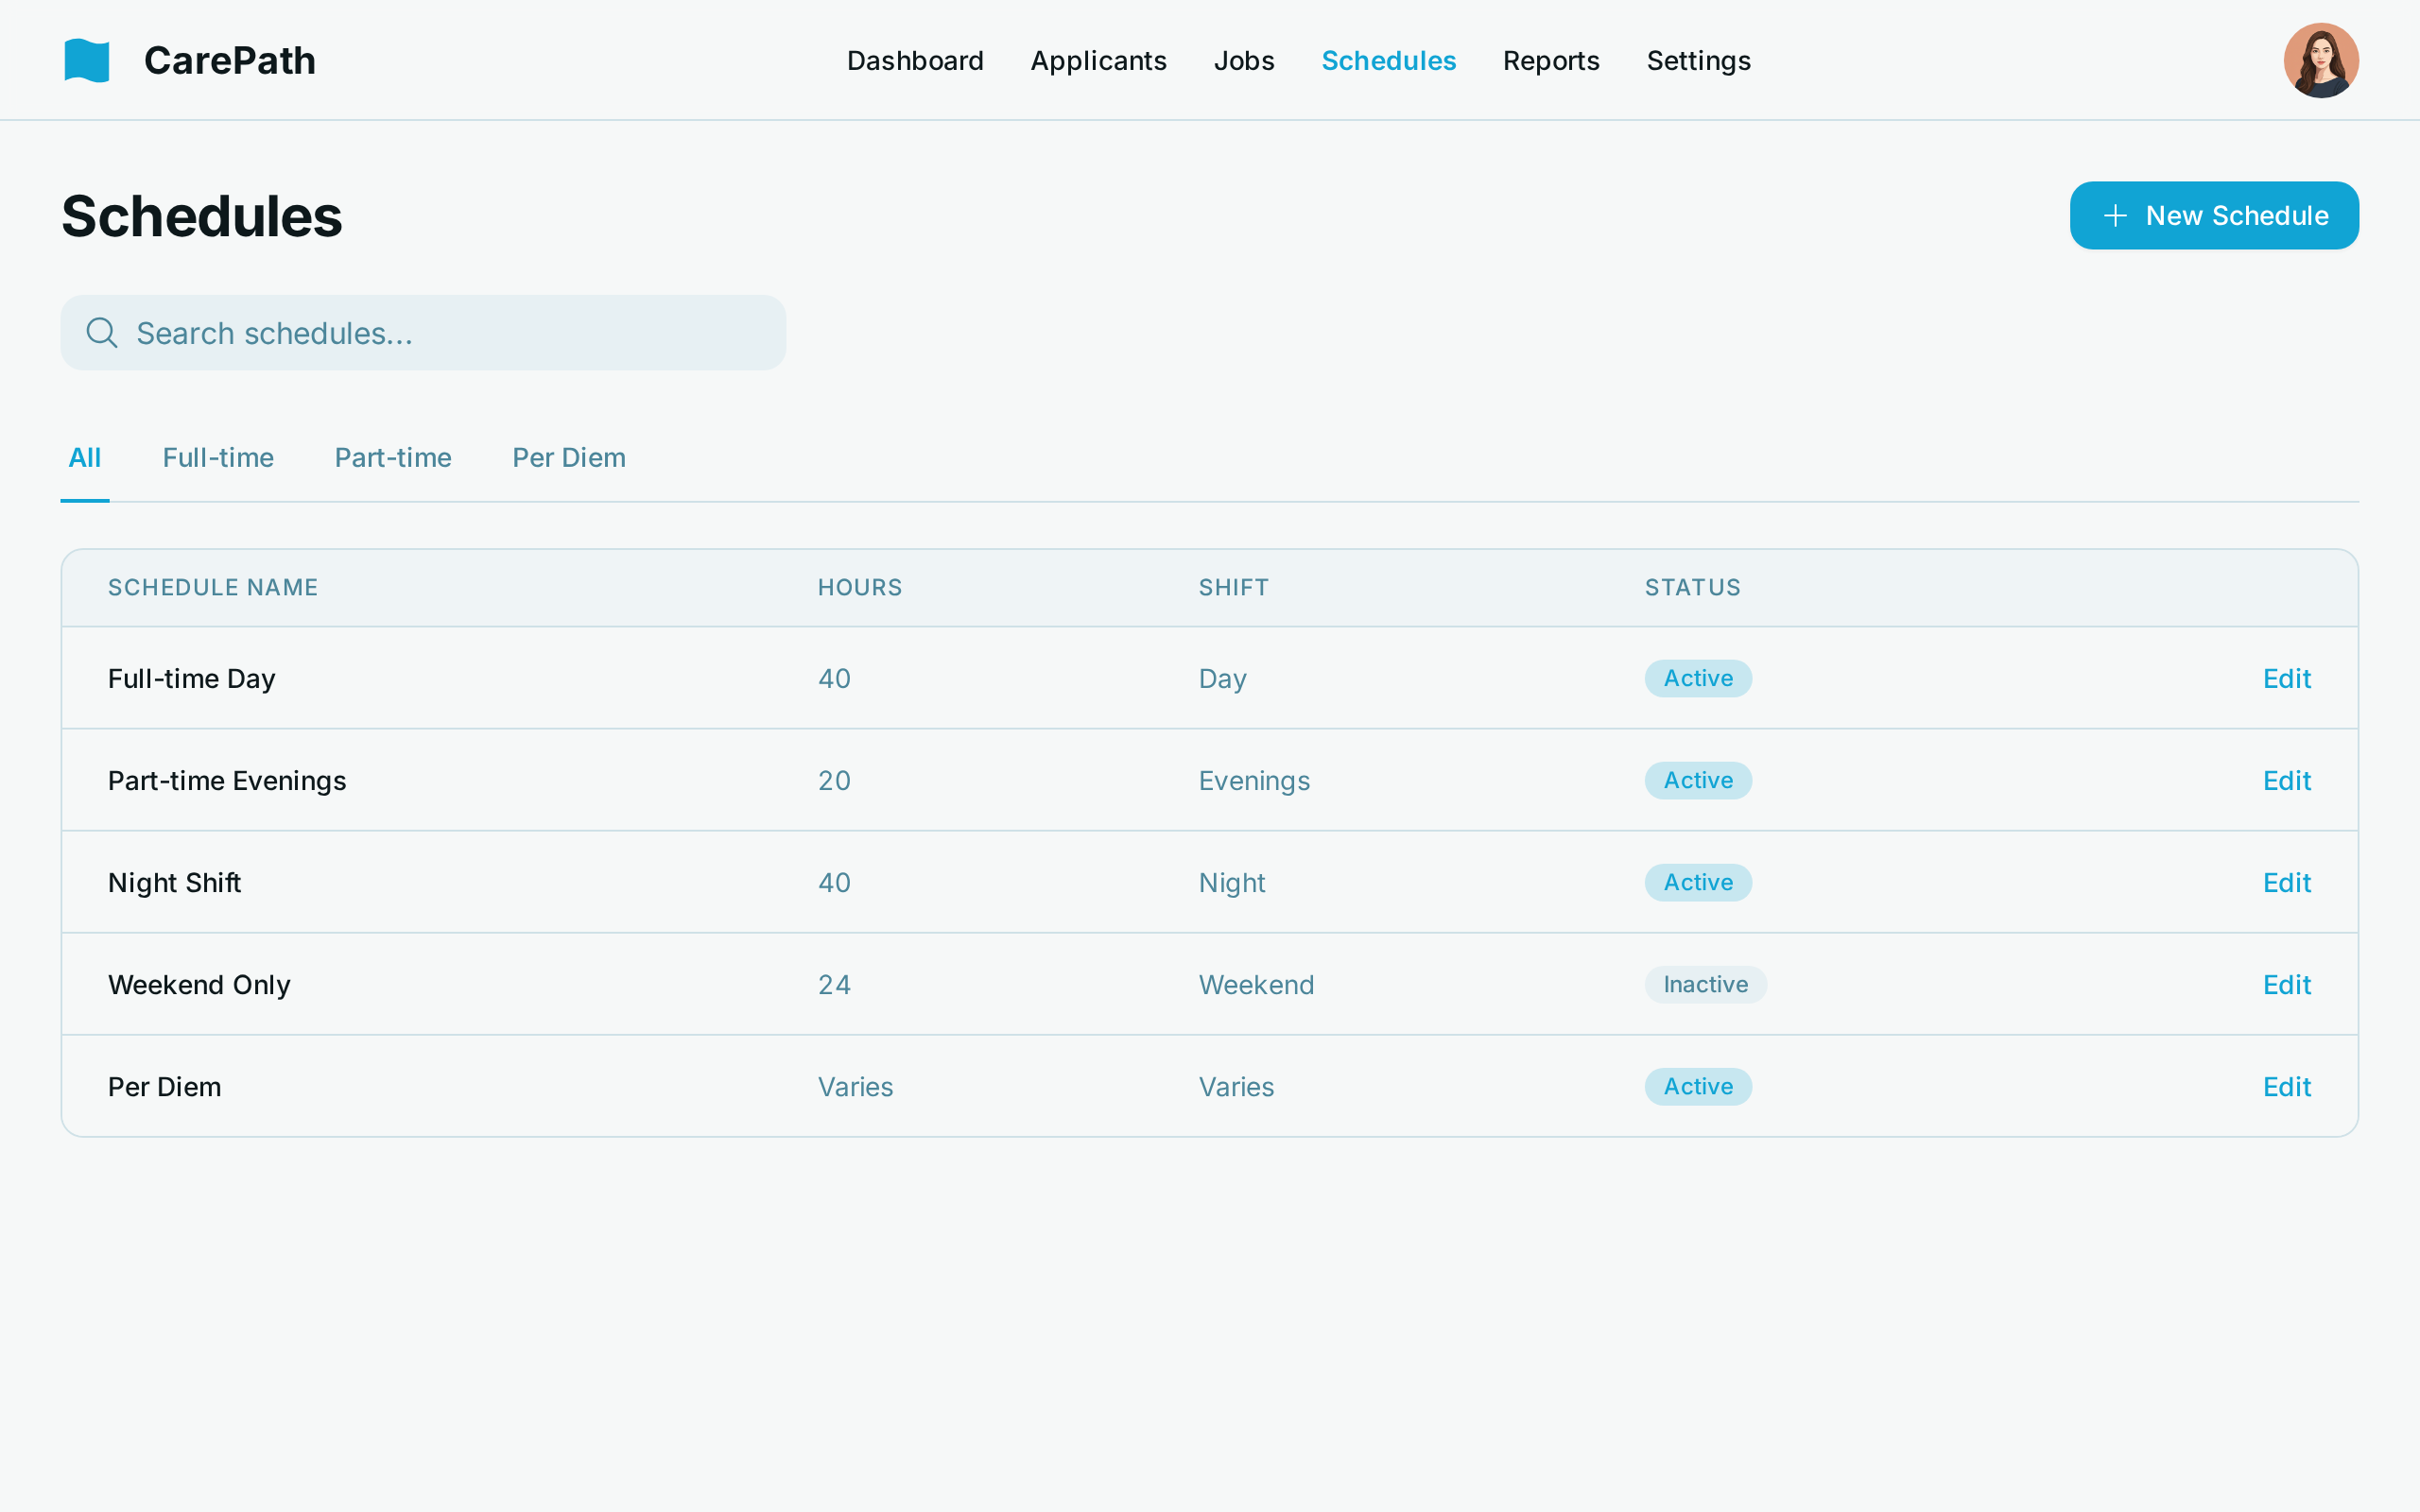 CarePath
Dashboard Applicants Jobs Schedules Reports Settings
Schedules
New Schedule
Search schedules...
All Full-time Part-time Per Diem
SCHEDULE NAME HOURS SHIFT STATUS
Full-time Day 40 Day Active Edit
Part-time Evenings 20 Evenings Active Edit
Night Shift 40 Night Active Edit
Weekend Only 24 Weekend Inactive Edit
Per Diem Varies Varies Active Edit